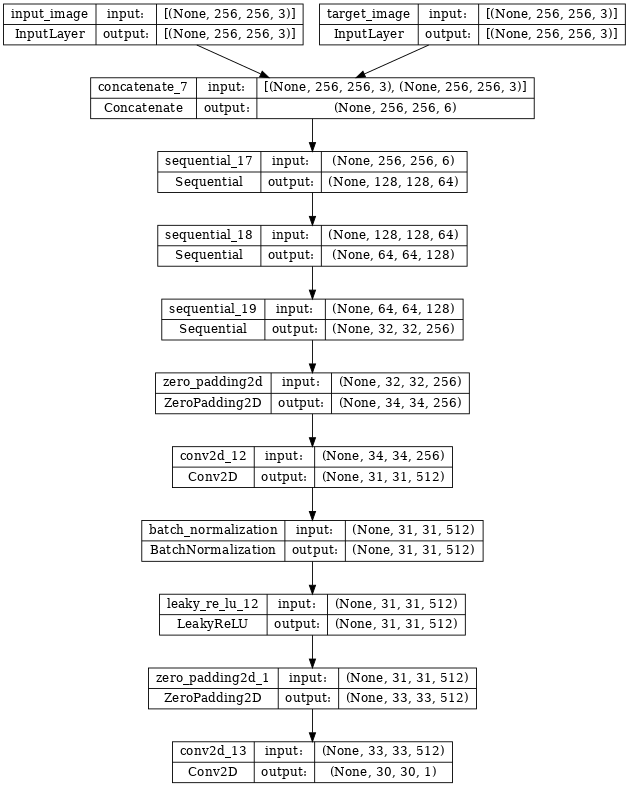 input_image input: [(None, 256, 256, 3)]
InputLayer output: [(None, 256, 256, 3)]
target_image input: [(None, 256, 256, 3)]
InputLayer output: [(None, 256, 256, 3)]
concatenate_7 input: [(None, 256, 256, 3), (None, 256, 256, 3)]
Concatenate output: (None, 256, 256, 6)
sequential_17 input: (None, 256, 256, 6)
Sequential output: (None, 128, 128, 64)
sequential_18 input: (None, 128, 128, 64)
Sequential output: (None, 64, 64, 128)
sequential_19 input: (None, 64, 64, 128)
Sequential output: (None, 32, 32, 256)
zero_padding2d input: (None, 32, 32, 256)
ZeroPadding2D output: (None, 34, 34, 256)
conv2d_12 input: (None, 34, 34, 256)
Conv2D output: (None, 31, 31, 512)
batch_normalization input: (None, 31, 31, 512)
BatchNormalization output: (None, 31, 31, 512)
leaky_re_lu_12 input: (None, 31, 31, 512)
LeakyReLU output: (None, 31, 31, 512)
zero_padding2d_1 input: (None, 31, 31, 512)
ZeroPadding2D output: (None, 33, 33, 512)
conv2d_13 input: (None, 33, 33, 512)
Conv2D output: (None, 30, 30, 1)